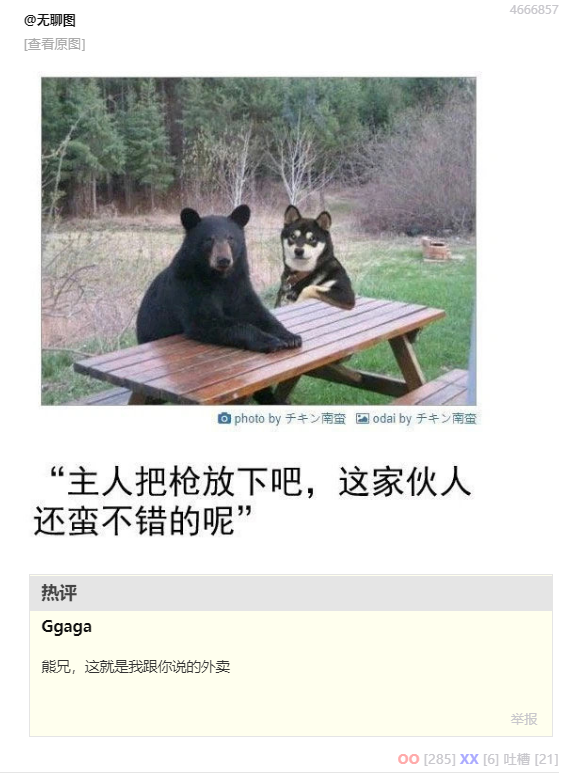 @无聊图
4666857
[查看原图]
photo by チキン南蛮 odai by チキン南蛮
“主人把枪放下吧，这家伙人
还蛮不错的呢”
热评
Ggaga
熊兄，这就是我跟你说的外卖
举报
OO [285] XX [6] 吐槽 [21]